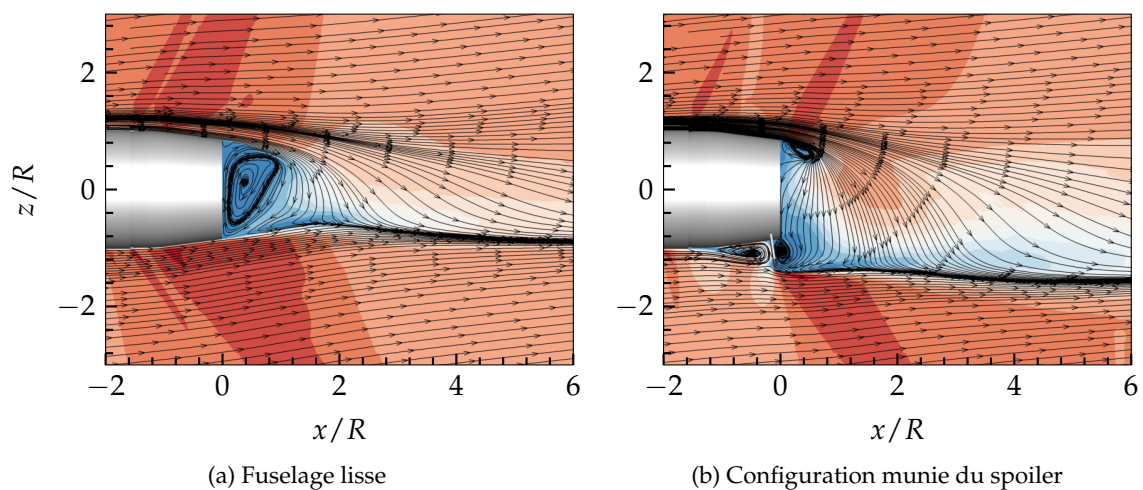 z/R
2
0
−2
−2 0 2 4 6
x/R
(a) Fuselage lisse
2
0
−2
−2 0 2 4 6
x/R
(b) Configuration munie du spoiler